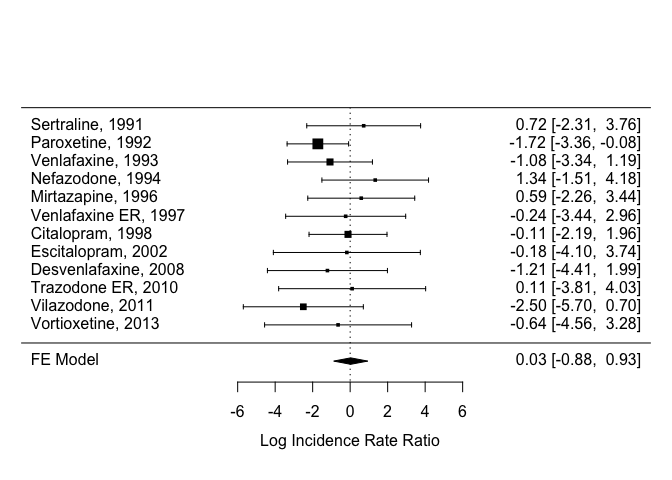 Sertraline, 1991 0.72 [-2.31, 3.76]
Paroxetine, 1992 -1.72 [-3.36, -0.08]
Venlafaxine, 1993 -1.08 [-3.34, 1.19]
Nefazodone, 1994 1.34 [-1.51, 4.18]
Mirtazapine, 1996 0.59 [-2.26, 3.44]
Venlafaxine ER, 1997 -0.24 [-3.44, 2.96]
Citalopram, 1998 -0.11 [-2.19, 1.96]
Escitalopram, 2002 -0.18 [-4.10, 3.74]
Desvenlafaxine, 2008 -1.21 [-4.41, 1.99]
Trazodone ER, 2010 0.11 [-3.81, 4.03]
Vilazodone, 2011 -2.50 [-5.70, 0.70]
Vortioxetine, 2013 -0.64 [-4.56, 3.28]
FE Model 0.03 [-0.88, 0.93]
-6 -4 -2 0 2 4 6
Log Incidence Rate Ratio